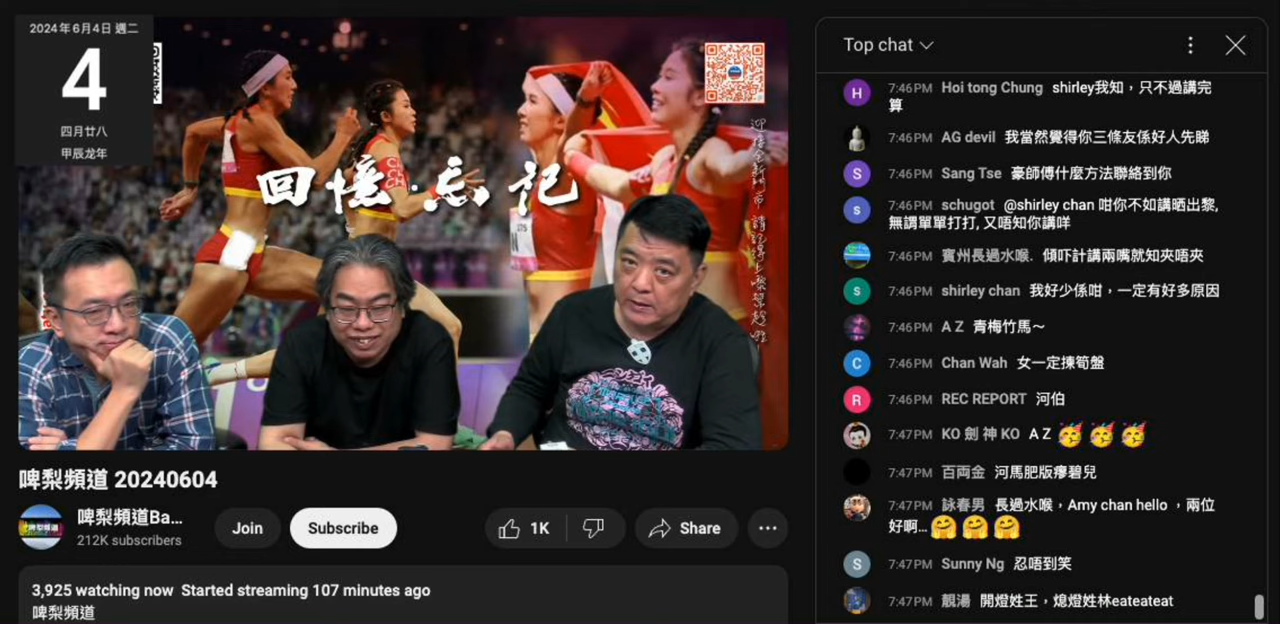 2024年6月4日 週二
4
四月廿八
甲辰龙年
回憶·忘記
啤梨頻道 20240604
啤梨頻道Ba...
212K subscribers
Join
Subscribe
1K
Share
3,925 watching now Started streaming 107 minutes ago
啤梨頻道
Top chat
7:46PM Hoi tong Chung shirley我知，只不過講完
算
7:46PM AG devil 我當然覺得你三條友係好人先睇
7:46PM Sang Tse 豪師傅什麼方法聯絡到你
7:46PM schugot @shirley chan 咁你不如講晒出黎,
無謂單單打打, 又唔知你講咩
7:46PM 賓州長過水喉. 傾吓計講兩嘴就知夾唔夾
7:46PM shirley chan 我好少係咁，一定有好多原因
7:46PM A Z 青梅竹馬～
7:46PM Chan Wah 女一定揀筍盤
7:46PM REC REPORT 河伯
7:47PM KO 劍 神 KO A Z 🥳 🥳 🥳
7:47PM 百両金 河馬肥版瘳碧兒
7:47PM 詠春男 長過水喉，Amy chan hello ，兩位
好啊... 🤗 🤗 🤗
7:47PM Sunny Ng 忍唔到笑
7:47PM 靚湯 開燈姓王，熄燈姓林eateateat